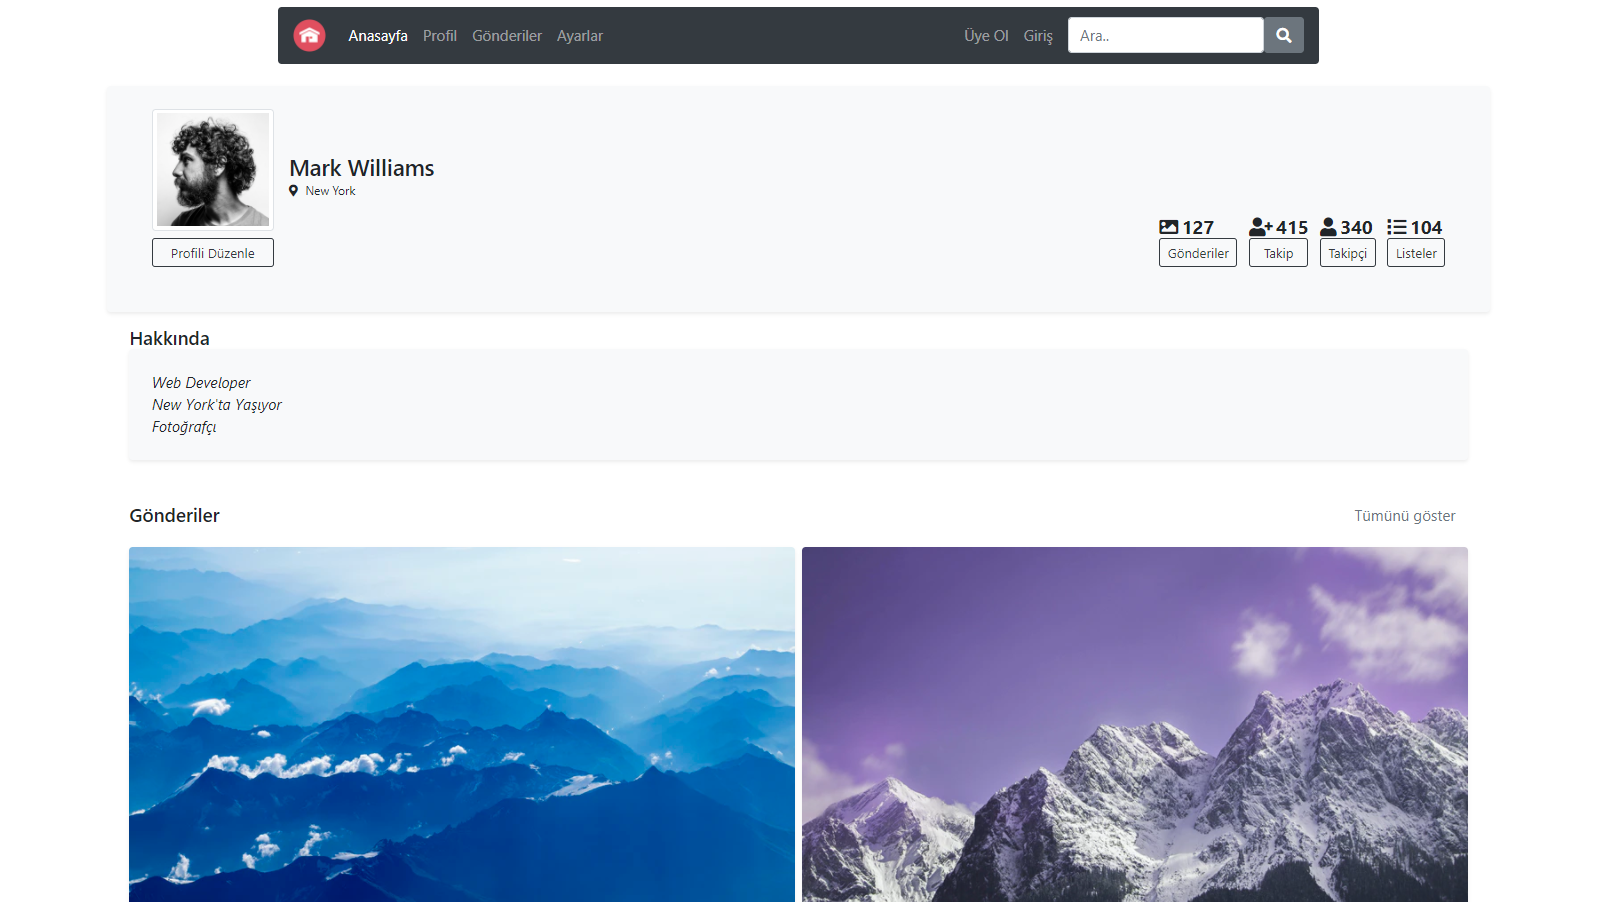 Anasayfa Profil Gönderiler Ayarlar Üye Ol Giriş Ara..
Mark Williams
New York
127 415 340 104
Profili Düzenle Gönderiler Takip Takipçi Listeler
Hakkında
Web Developer
New York'ta Yaşıyor
Fotoğrafçı
Gönderiler Tümünü göster